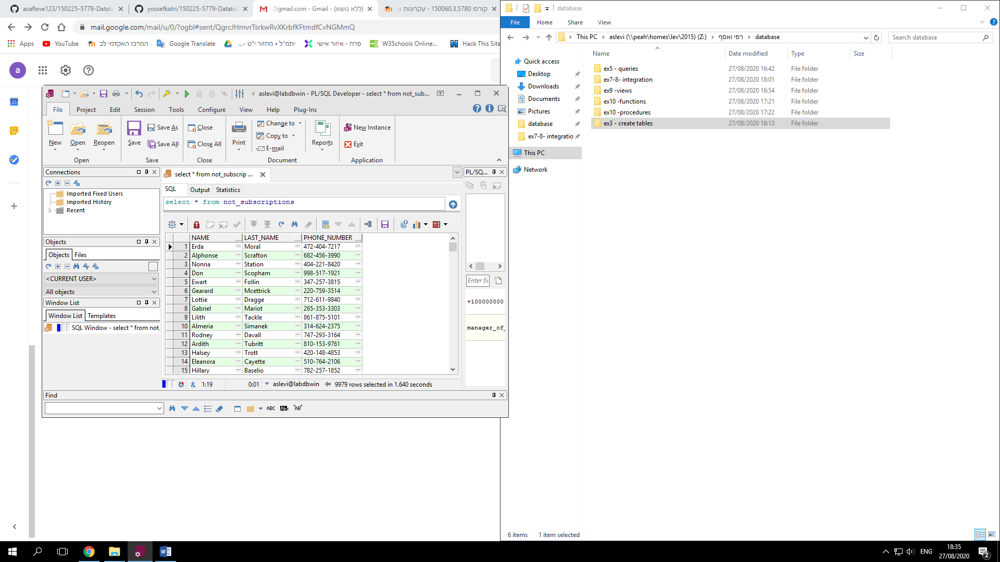 asafleve123/150225-5779-Datab
yossefkatri/150225-5779-Databa
@gmail.com - Gmail - (ללא נושא)
קורס: 150060.3.5780 - עקרונות ש
mail.google.com/mail/u/0/?ogbl#sent/QgrcJHrnvrTsrkwRvXKrbfKFtmdfCvNGMmQ
Apps
YouTube
המרכז האקדמי לב
Google Translate
יתמ"ל • מחזור י"ט -...
פרח - איזור אישי
W3Schools Online...
Hack This Site
a
31
aslevi@labdbwin - PL/SQL Developer - select * from not_sub...
File Project Edit Session Tools Configure View Help Plug-Ins
New
Open
Reopen
Open
Save
Save As
Save All
Save
Close
Close All
Close
Print
Change to
Copy to
E-mail
Document
Reports
New Instance
Exit
Application
Connections
Imported Fixed Users
Imported History
Recent
Objects
Objects Files
<CURRENT USER>
All objects
Window List
Window List Templates
SQL Window - select * from not_
select * from not_subscrip ...
SQL Output Statistics
select * from not_subscriptions
NAME LAST_NAME PHONE_NUMBER
1 Erda Moral 472-404-7217
2 Alphonse Scrafton 682-456-3990
3 Nonna Station 404-221-8420
4 Don Scopham 998-517-1921
5 Ewart Follin 347-257-3815
6 Gearard Mcettrick 220-759-3514
7 Lottie Dragge 712-611-9840
8 Gabriel Mariot 265-353-3303
9 Lilith Tackle 861-875-5101
10 Almeria Simanek 314-624-2375
11 Rodney Davall 747-293-3164
12 Ardith Tubritt 810-153-9761
13 Halsey Trott 420-148-4853
14 Eleanora Cayette 510-764-2106
15 Hillary Baselio 782-257-1852
& 1:19 0:01 aslevi@labdbwin 9979 rows selected in 1.640 seconds
PL/SQ...
Enter fil
+100000000
manager_of_
Find
ABC AB: "AB"
database
File Home Share View
This PC > aslevi (\\peah\homes\lev\2015) (Z:) > רפי ואסף > database
Search database
Quick access
Desktop
Downloads
Documents
Pictures
database
ex7-8- integratio
This PC
Network
Name Date modified Type Size
ex5 - queries 27/08/2020 16:42 File folder
ex7-8- integration 27/08/2020 18:01 File folder
ex9 -views 27/08/2020 16:54 File folder
ex10 -functions 27/08/2020 17:21 File folder
ex10 -procedures 27/08/2020 17:22 File folder
ex3 - create tables 27/08/2020 18:13 File folder
6 items 1 item selected
ENG
18:35
27/08/2020
2